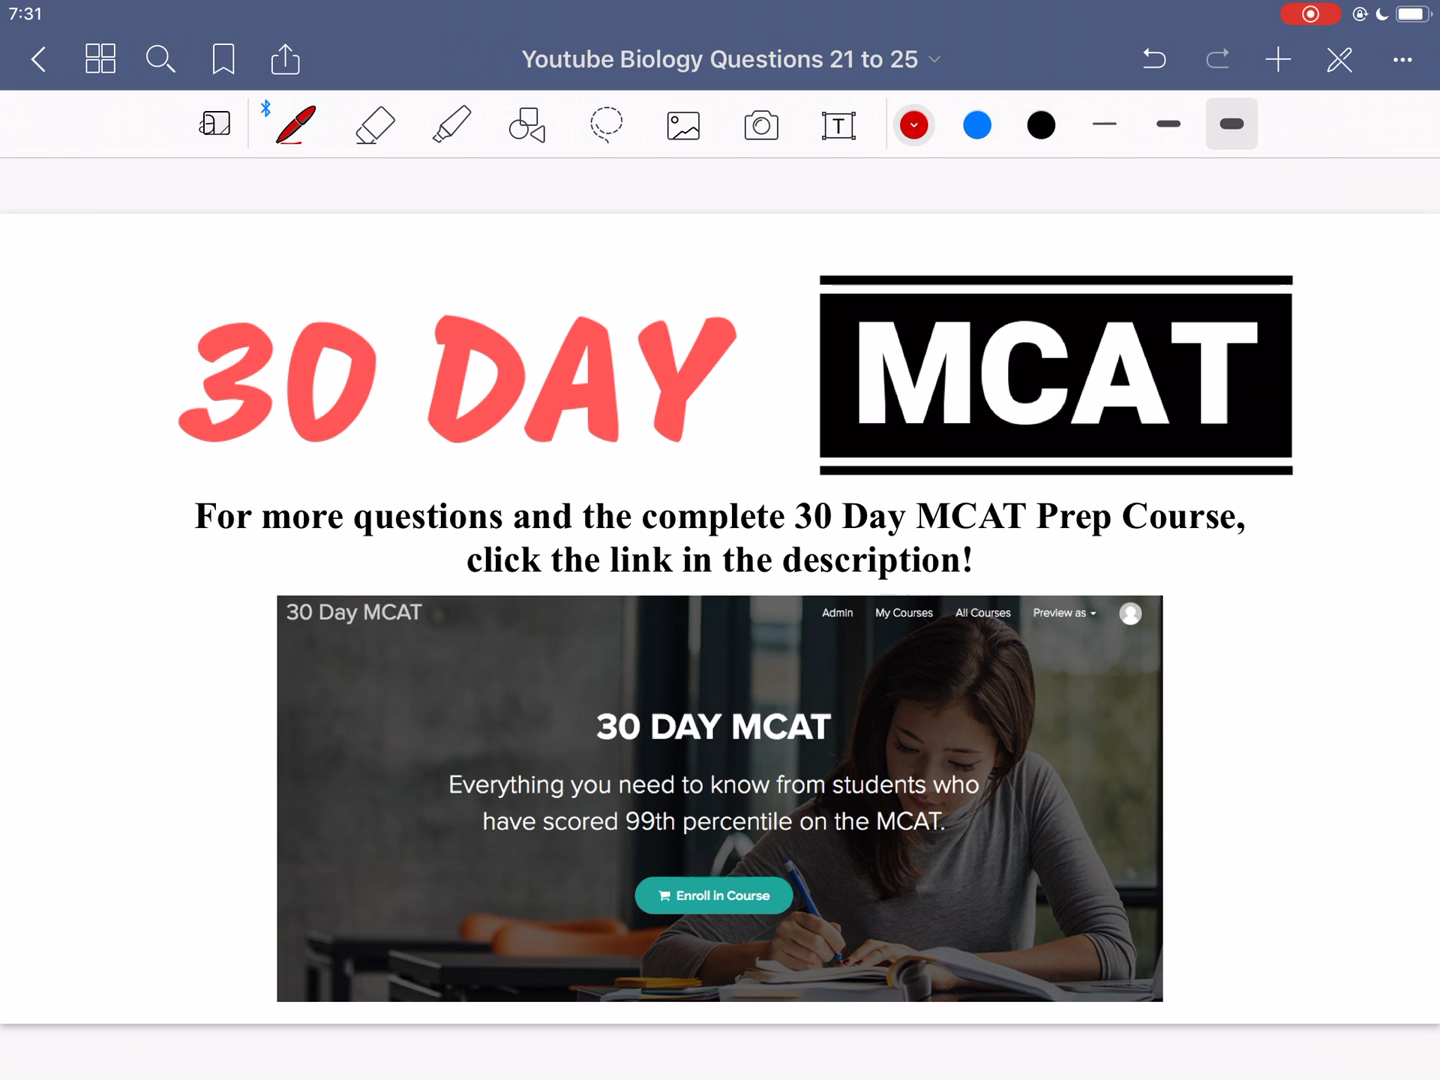 7:31
Youtube Biology Questions 21 to 25
T
30 DAY
MCAT
For more questions and the complete 30 Day MCAT Prep Course,
click the link in the description!
30 Day MCAT
Admin My Courses All Courses Preview as
30 DAY MCAT
Everything you need to know from students who
have scored 99th percentile on the MCAT.
Enroll in Course